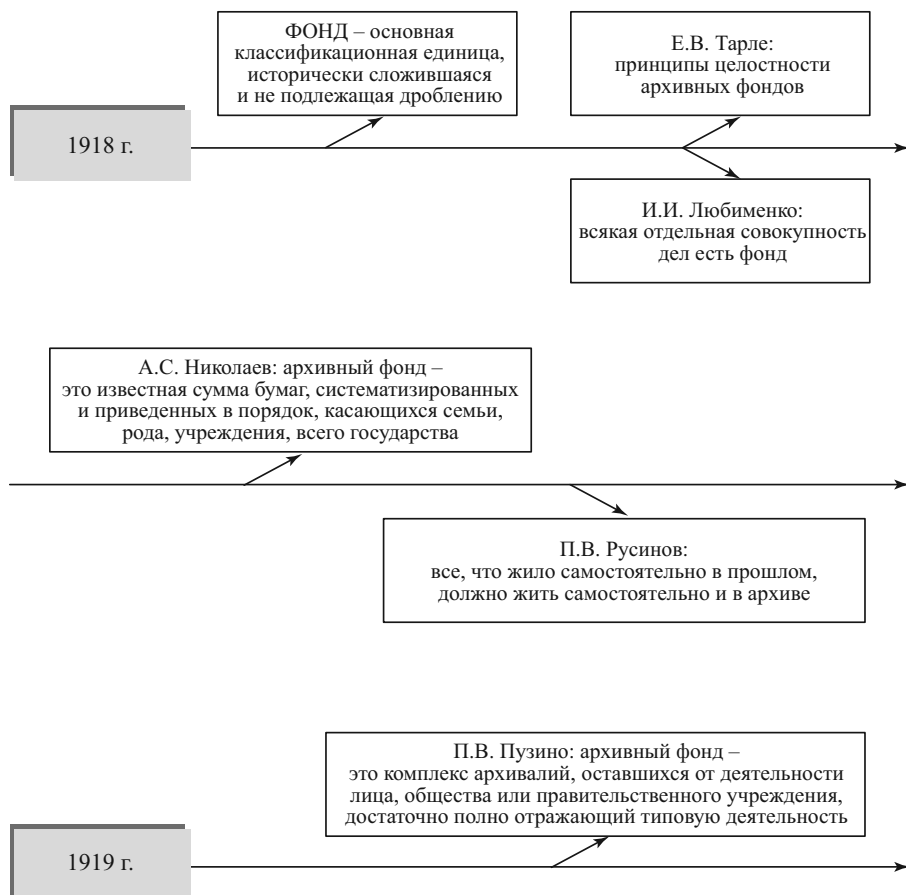 ФОНД – основная
классификационная единица,
исторически сложившаяся
и не подлежащая дроблению
Е.В. Тарле:
принципы целостности
архивных фондов
1918 г.
И.И. Любименко:
всякая отдельная совокупность
дел есть фонд
А.С. Николаев: архивный фонд –
это известная сумма бумаг, систематизированных
и приведенных в порядок, касающихся семьи,
рода, учреждения, всего государства
П.В. Русинов:
все, что жило самостоятельно в прошлом,
должно жить самостоятельно и в архиве
П.В. Пузино: архивный фонд –
это комплекс архивалий, оставшихся от деятельности
лица, общества или правительственного учреждения,
достаточно полно отражающий типовую деятельность
1919 г.